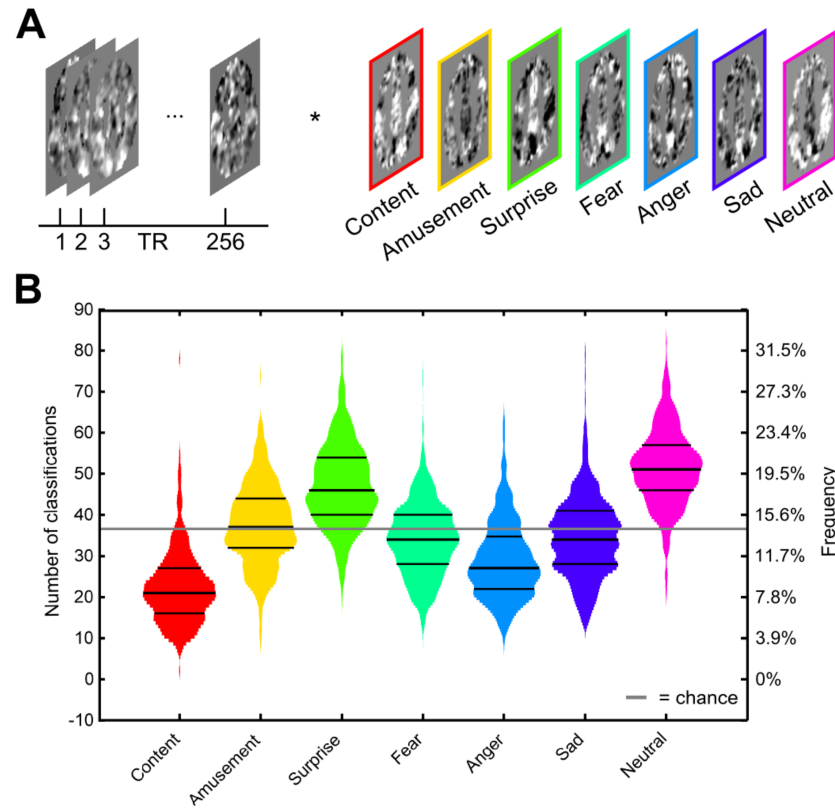 A
... *
Content Amusement Surprise Fear Anger Sad Neutral
1 2 3 TR 256
B
90
80 31.5%
70 27.3%
60 23.4%
50 19.5%
40 15.6%
30 11.7%
20 7.8%
10 3.9%
0 0%
-10
Number of classifications
Frequency
= chance
Content Amusement Surprise Fear Anger Sad Neutral